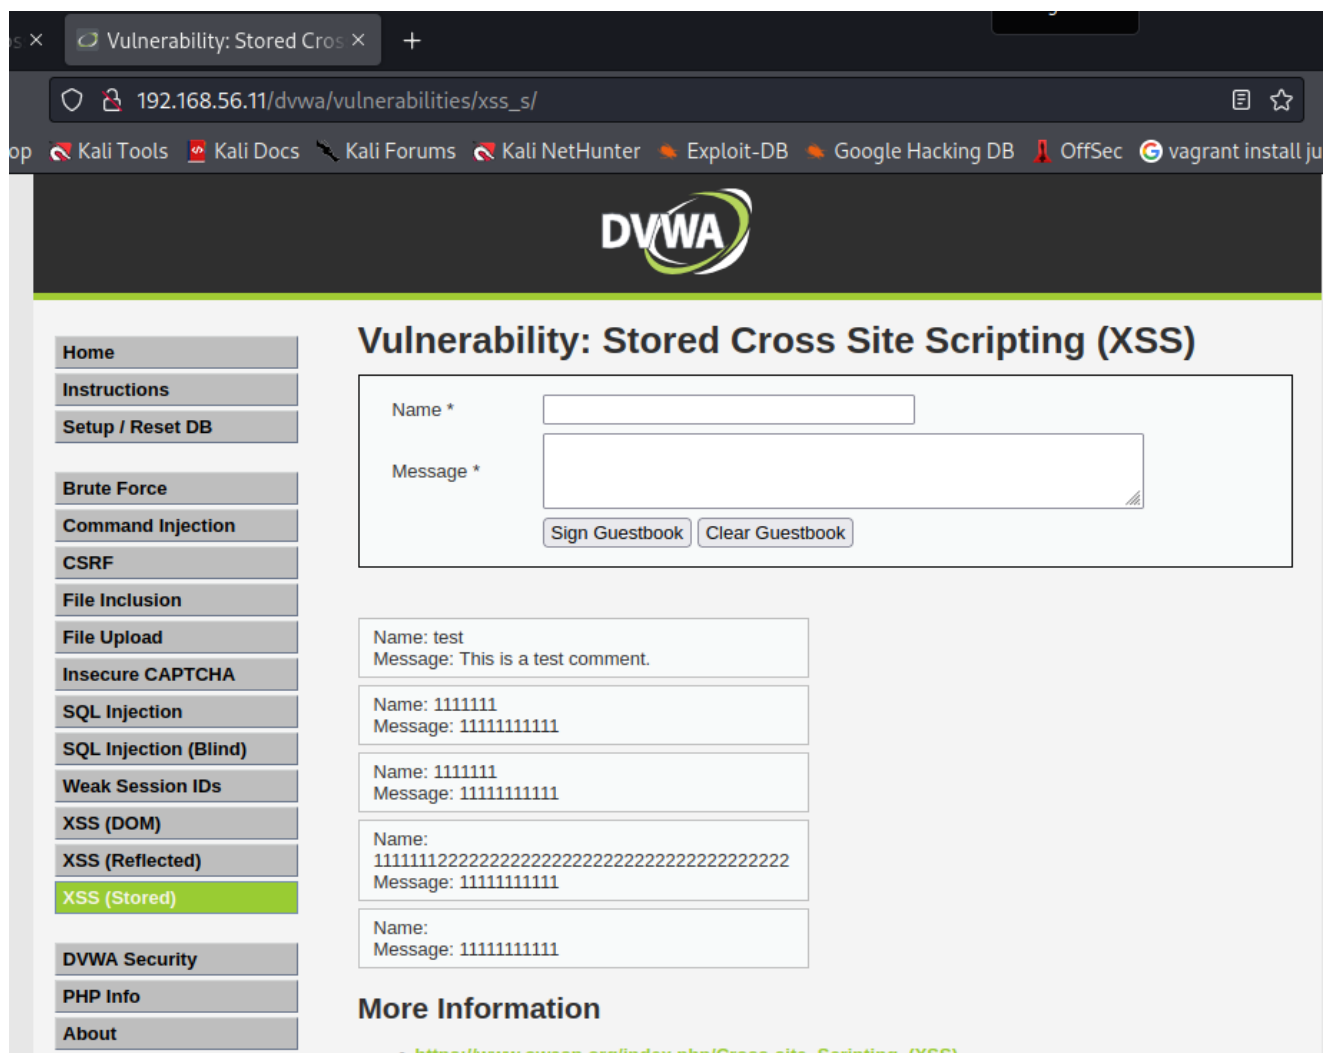 Vulnerability: Stored Cros
192.168.56.11/dvwa/vulnerabilities/xss_s/
op Kali Tools Kali Docs Kali Forums Kali NetHunter Exploit-DB Google Hacking DB OffSec vagrant install ju
DVWA
Home
Instructions
Setup / Reset DB
Brute Force
Command Injection
CSRF
File Inclusion
File Upload
Insecure CAPTCHA
SQL Injection
SQL Injection (Blind)
Weak Session IDs
XSS (DOM)
XSS (Reflected)
XSS (Stored)
DVWA Security
PHP Info
About
Vulnerability: Stored Cross Site Scripting (XSS)
Name *
Message *
Sign Guestbook Clear Guestbook
Name: test
Message: This is a test comment.
Name: 1111111
Message: 11111111111
Name: 1111111
Message: 11111111111
Name:
Message: 11111111111
Name:
Message: 11111111111
More Information